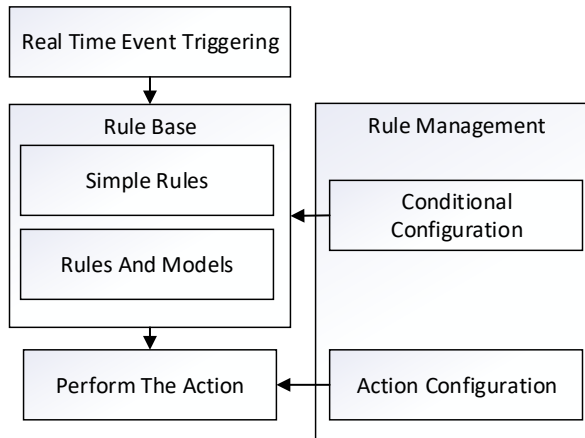 Real Time Event Triggering
Rule Base
Simple Rules
Rules And Models
Perform The Action
Rule Management
Conditional
Configuration
Action Configuration